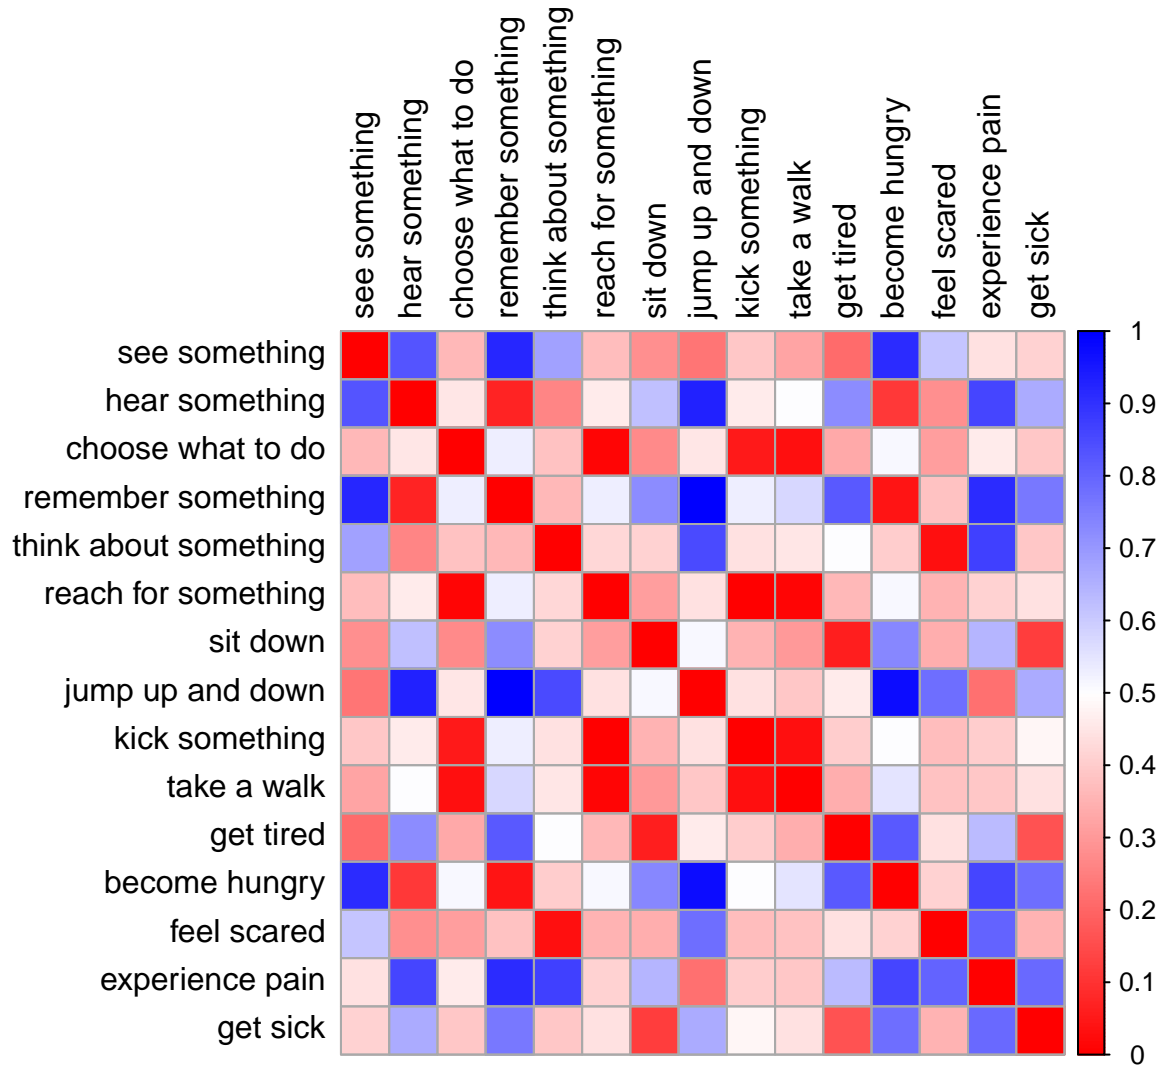 see something
hear something
choose what to do
remember something
think about something
reach for something
sit down
jump up and down
kick something
take a walk
get tired
become hungry
feel scared
experience pain
get sick
see something
hear something
choose what to do
remember something
think about something
reach for something
sit down
jump up and down
kick something
take a walk
get tired
become hungry
feel scared
experience pain
get sick
1
0.9
0.8
0.7
0.6
0.5
0.4
0.3
0.2
0.1
0